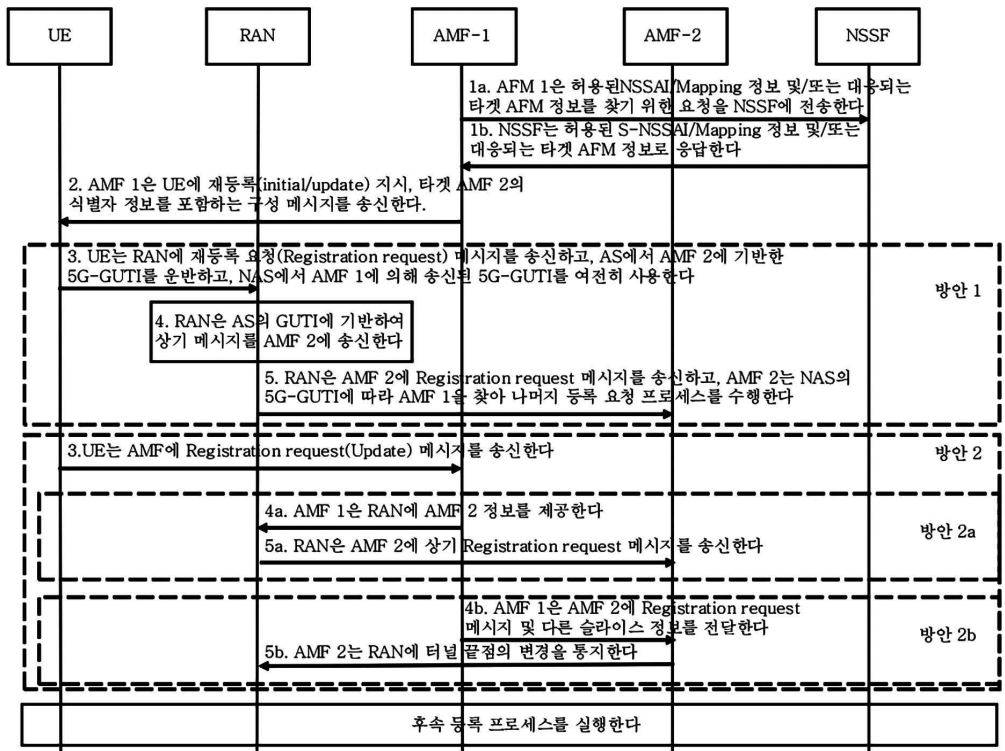 UE
RAN
AMF-1
AMF-2
NSSF
1a. AFM 1은 허용된NSSAI/Mapping 정보 및/또는 대응되는
타겟 AFM 정보를 찾기 위한 요청을 NSSF에 전송한다
1b. NSSF는 허용된 S-NSSAI/Mapping 정보 및/또는
대응되는 타겟 AFM 정보로 응답한다
2. AMF 1은 UE에 재등록(initial/update) 지시, 타겟 AMF 2의
식별자 정보를 포함하는 구성 메시지를 송신한다.
3. UE는 RAN에 재등록 요청(Registration request) 메시지를 송신하고, AS에서 AMF 2에 기반한
5G-GUTI를 운반하고, NAS에서 AMF 1에 의해 송신된 5G-GUTI를 여전히 사용한다
방안 1
4. RAN은 AS의 GUTI에 기반하여
상기 메시지를 AMF 2에 송신한다
5. RAN은 AMF 2에 Registration request 메시지를 송신하고, AMF 2는 NAS의
5G-GUTI에 따라 AMF 1을 찾아 나머지 등록 요청 프로세스를 수행한다
3.UE는 AMF에 Registration request(Update) 메시지를 송신한다
방안 2
4a. AMF 1은 RAN에 AMF 2 정보를 제공한다
방안 2a
5a. RAN은 AMF 2에 상기 Registration request 메시지를 송신한다
4b. AMF 1은 AMF 2에 Registration request
메시지 및 다른 슬라이스 정보를 전달한다
방안 2b
5b. AMF 2는 RAN에 터널 끝점의 변경을 통지한다
후속 등록 프로세스를 실행한다